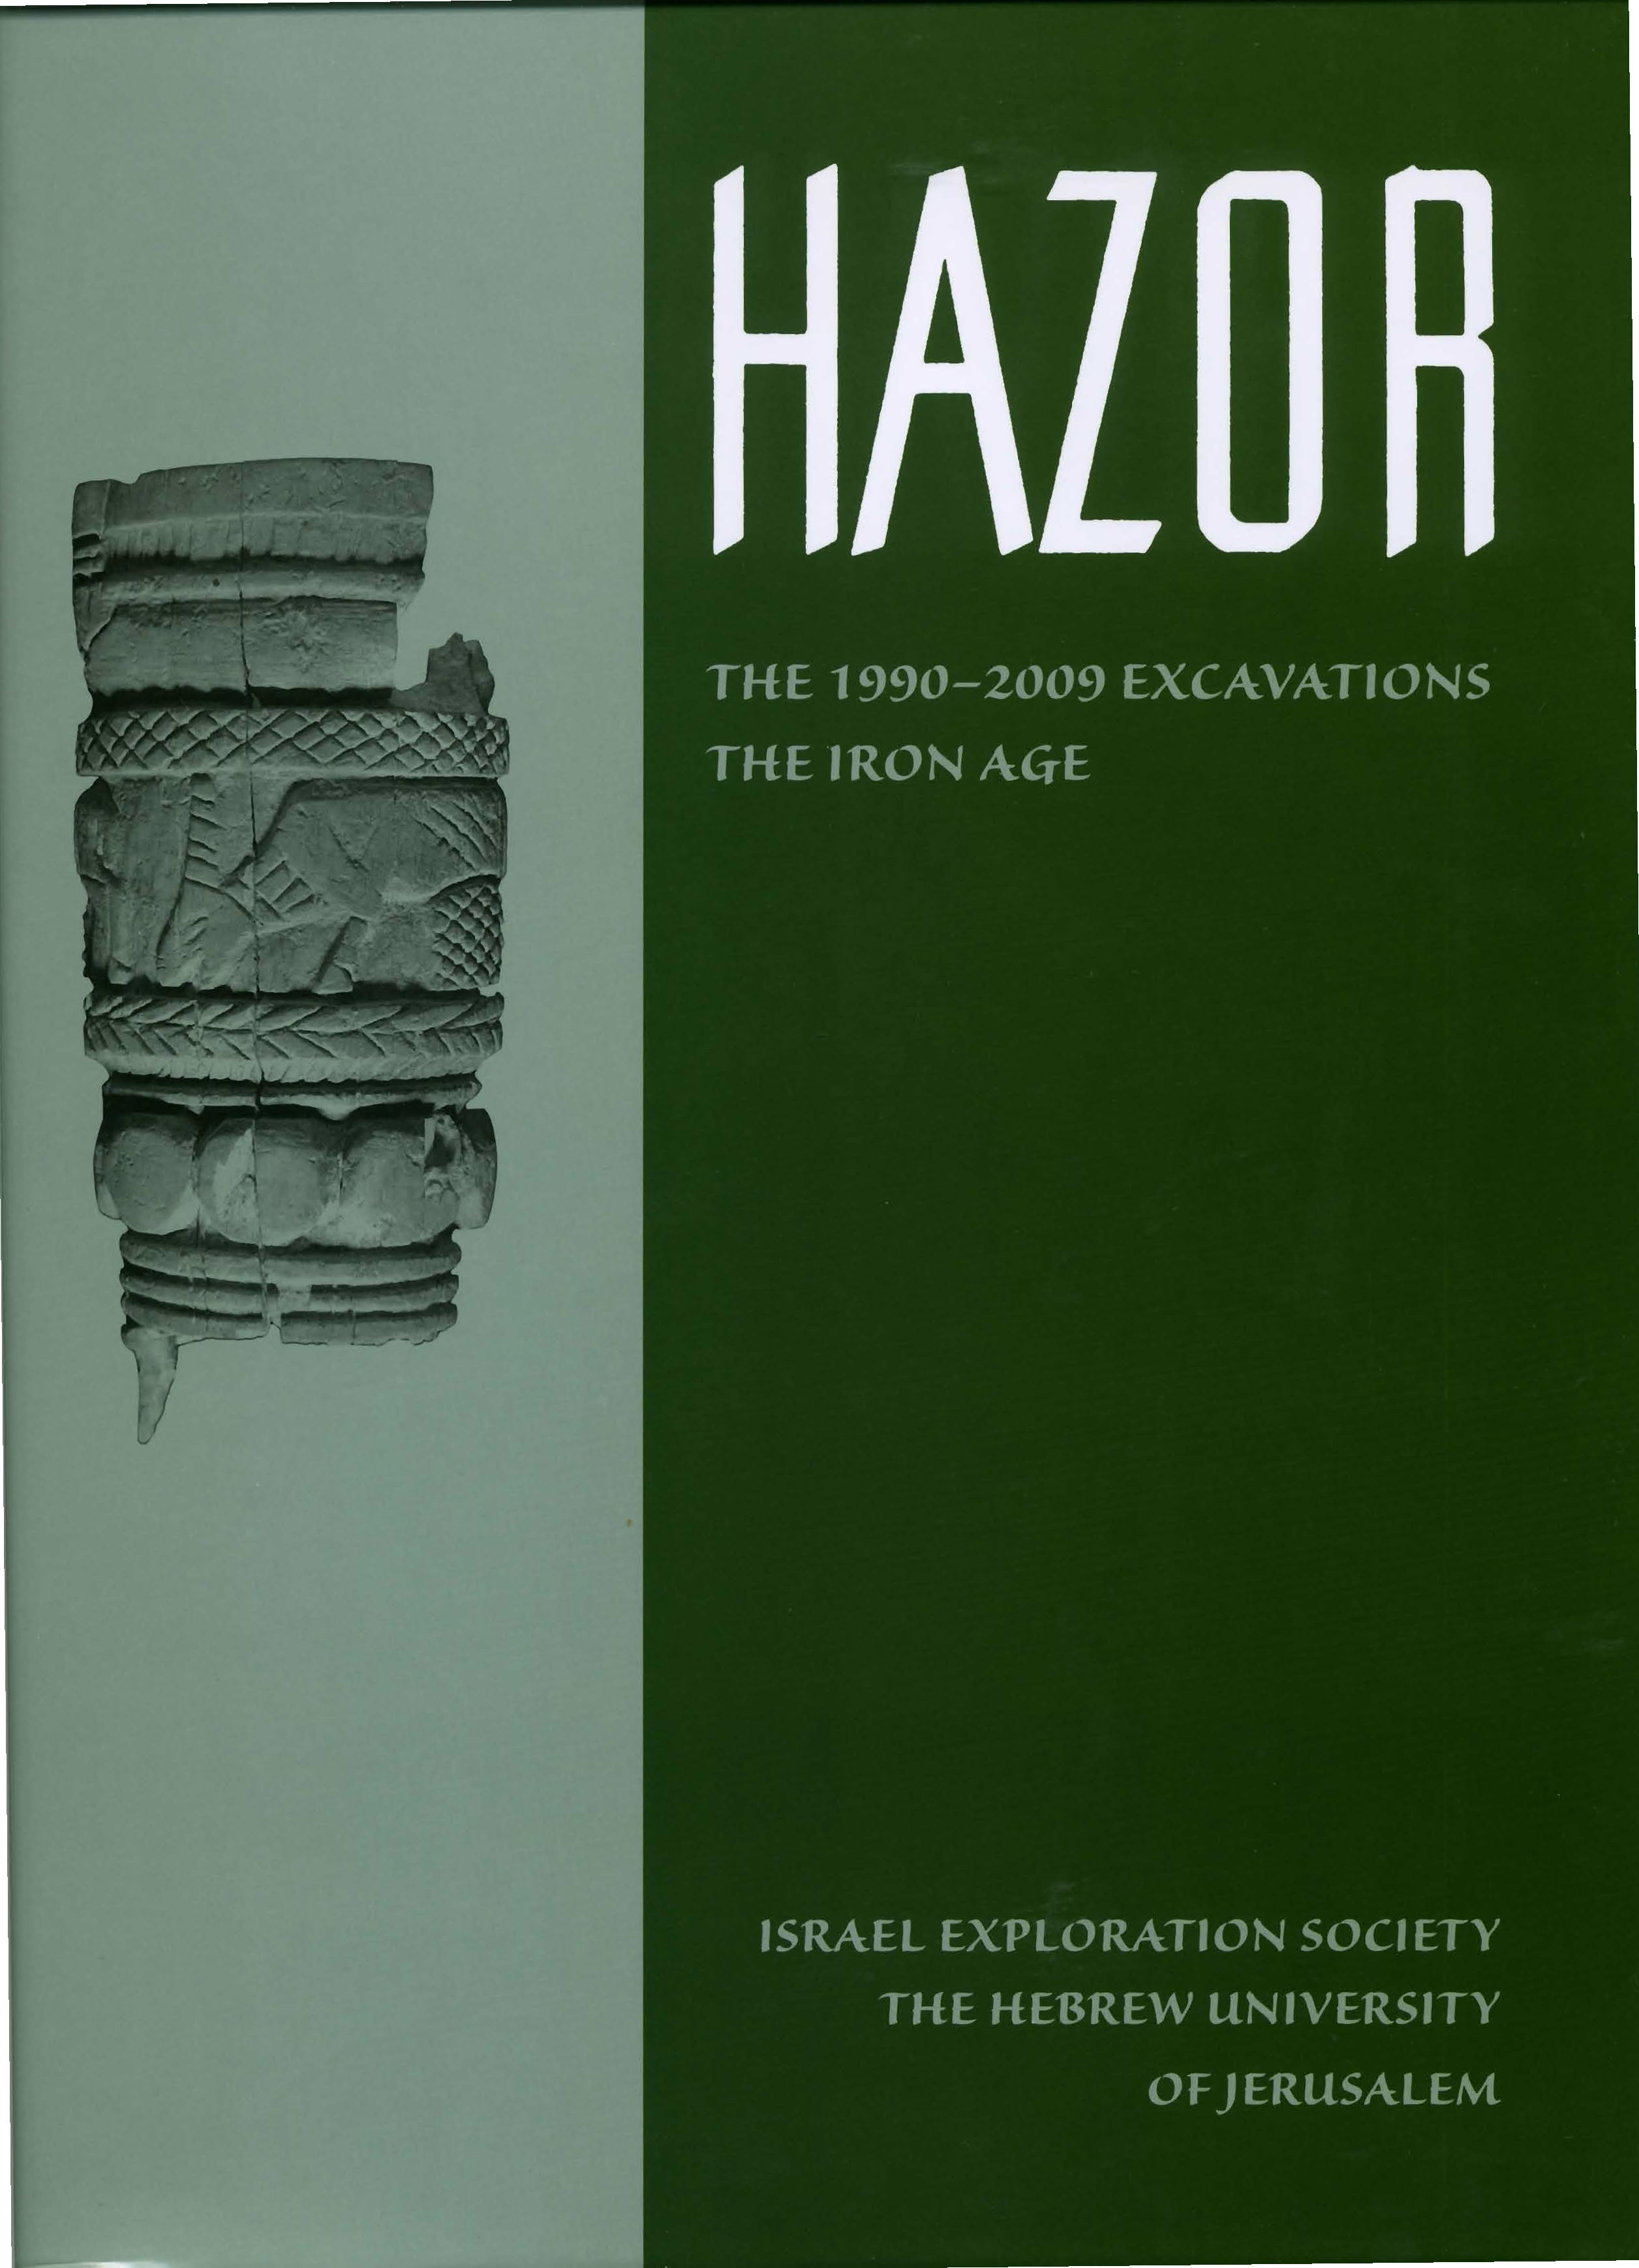 HAZOR
THE 1990–2009 EXCAVATIONS
THE IRON AGE
ISRAEL EXPLORATION SOCIETY
THE HEBREW UNIVERSITY
OF JERUSALEM